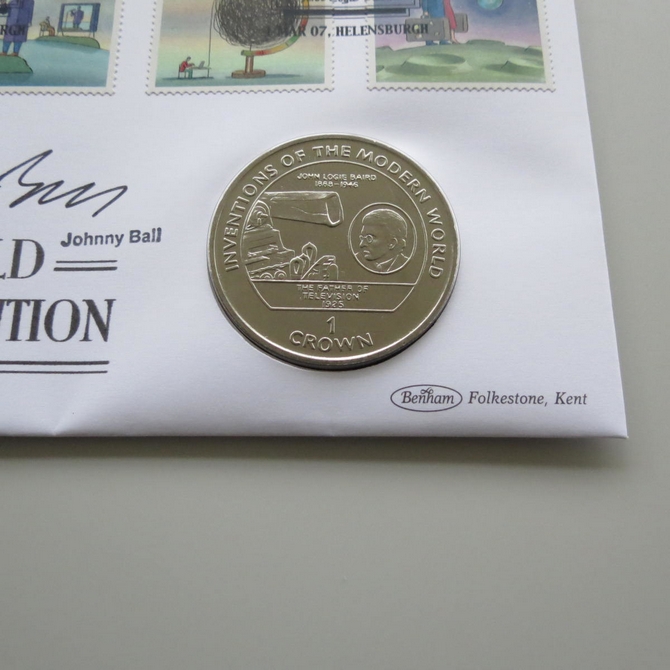 MAR 07, HELENSBURGH
INVENTIONS OF THE MODERN WORLD
JOHN LOGIE BAIRD
1888-1946
THE FATHER OF
TELEVISION
1925
1
CROWN
Johnny Ball
LD
TION
Benham Folkestone, Kent